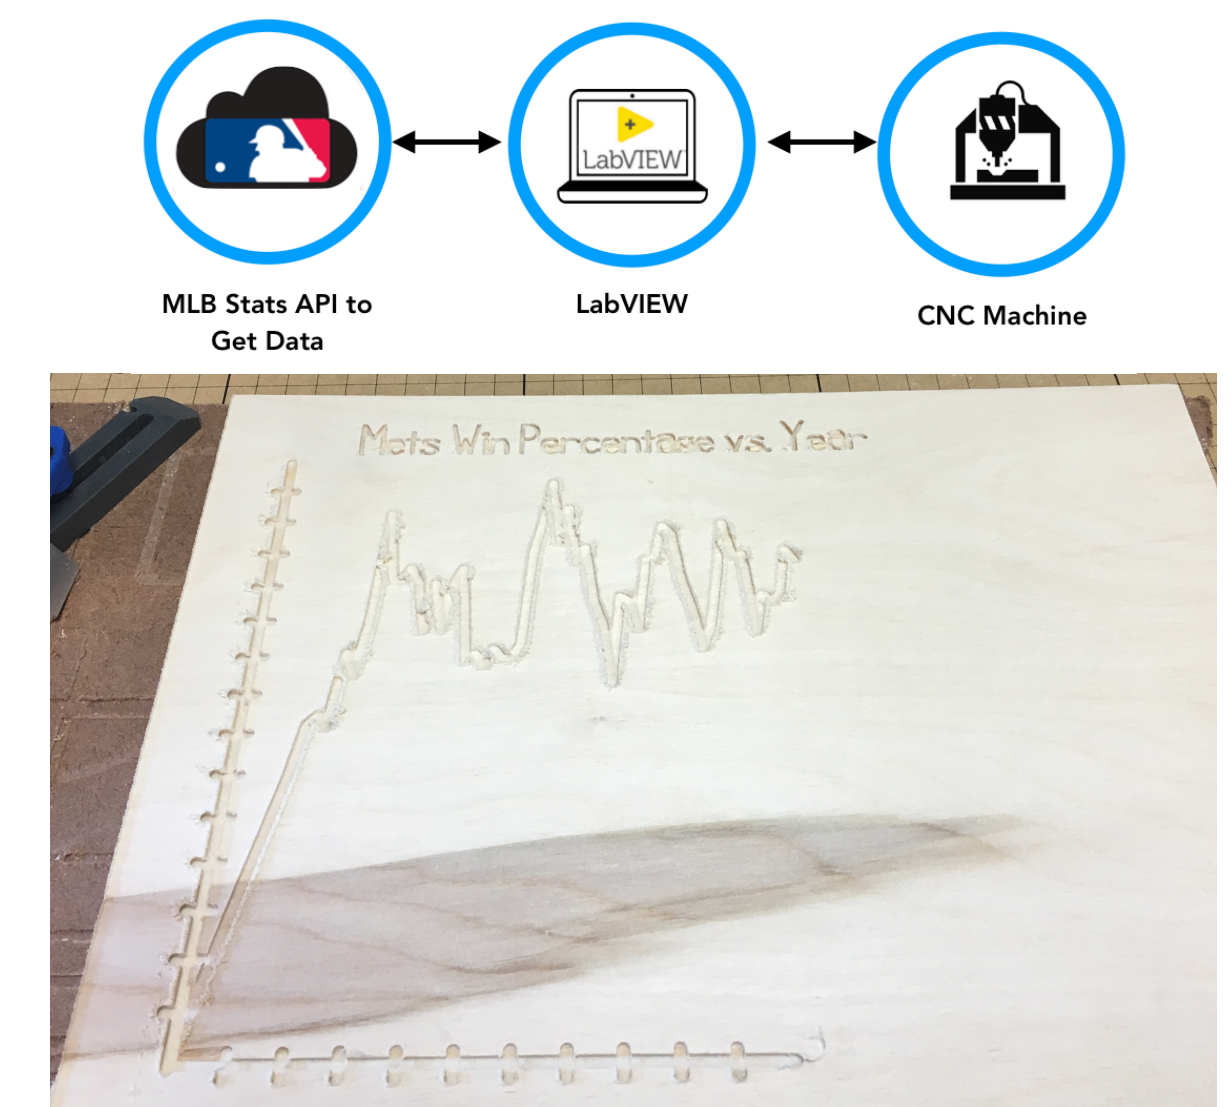 LabVIEW
MLB Stats API to
Get Data
LabVIEW
CNC Machine
Mets Win Percentage vs. Year